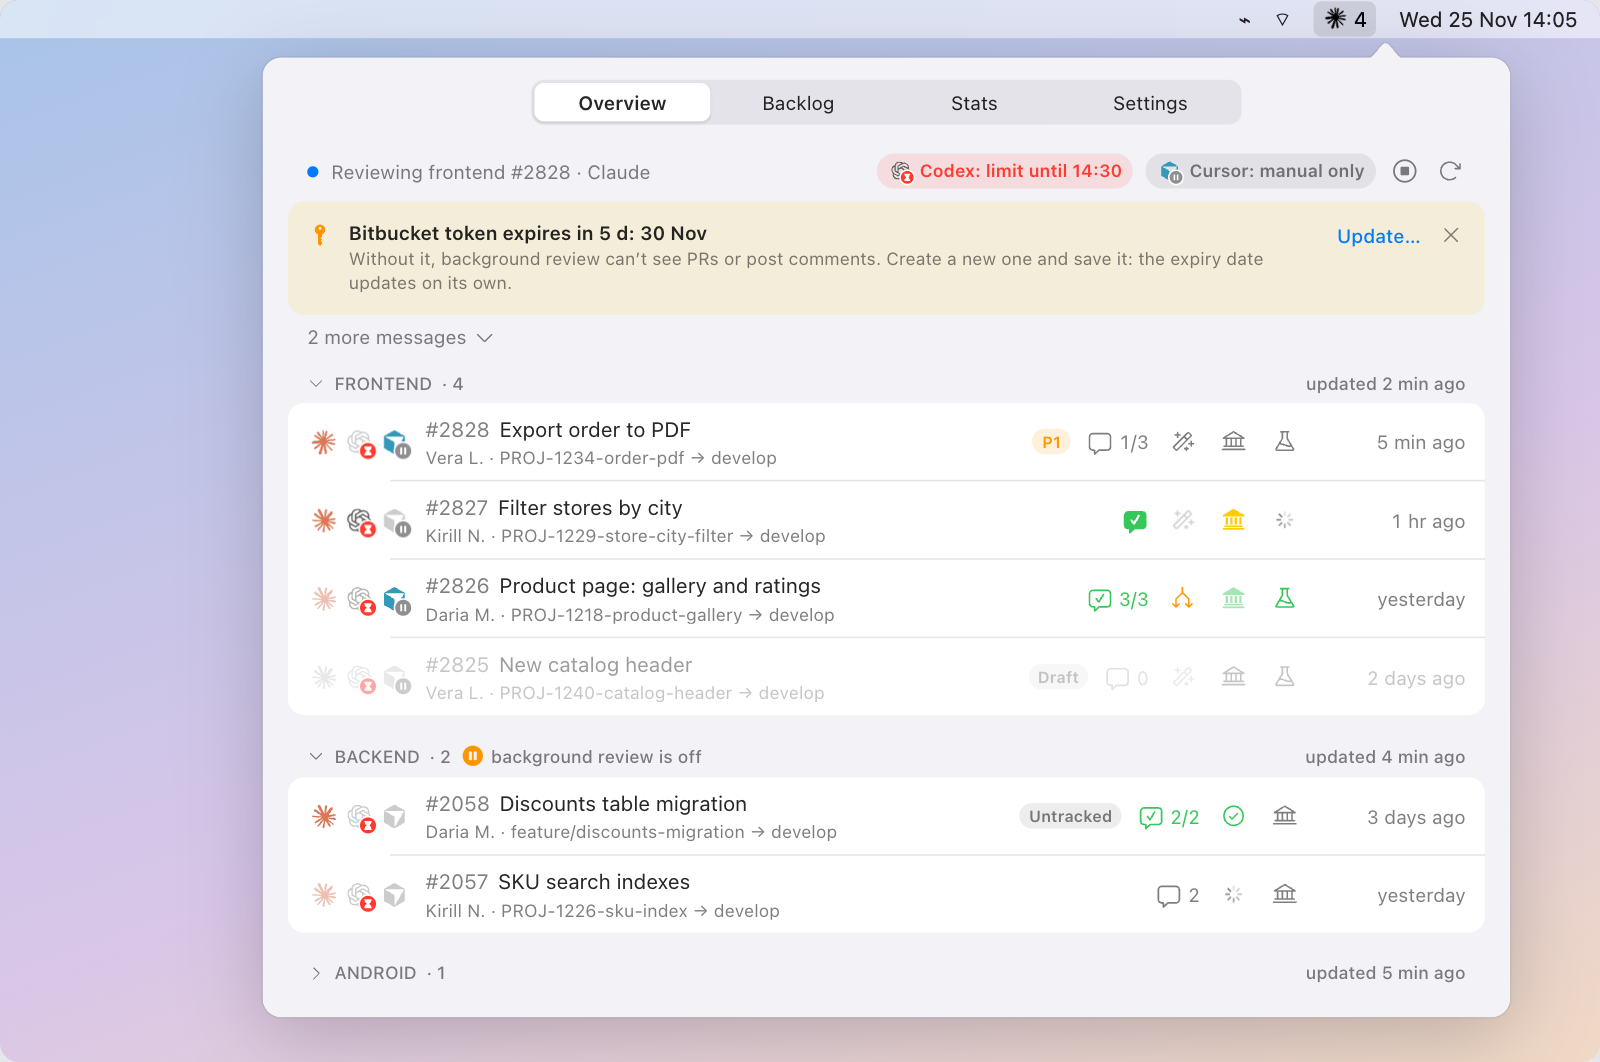 4 Wed 25 Nov 14:05
Overview Backlog Stats Settings
Reviewing frontend #2828 · Claude Codex: limit until 14:30 Cursor: manual only
Bitbucket token expires in 5 d: 30 Nov Update...
Without it, background review can't see PRs or post comments. Create a new one and save it: the expiry date
updates on its own.
2 more messages
FRONTEND · 4 updated 2 min ago
#2828 Export order to PDF P1 1/3 5 min ago
Vera L. · PROJ-1234-order-pdf → develop
#2827 Filter stores by city 1 hr ago
Kirill N. · PROJ-1229-store-city-filter → develop
#2826 Product page: gallery and ratings 3/3 yesterday
Daria M. · PROJ-1218-product-gallery → develop
#2825 New catalog header Draft 0 2 days ago
Vera L. · PROJ-1240-catalog-header → develop
BACKEND · 2 background review is off updated 4 min ago
#2058 Discounts table migration Untracked 2/2 3 days ago
Daria M. · feature/discounts-migration → develop
#2057 SKU search indexes 2 yesterday
Kirill N. · PROJ-1226-sku-index → develop
ANDROID · 1 updated 5 min ago